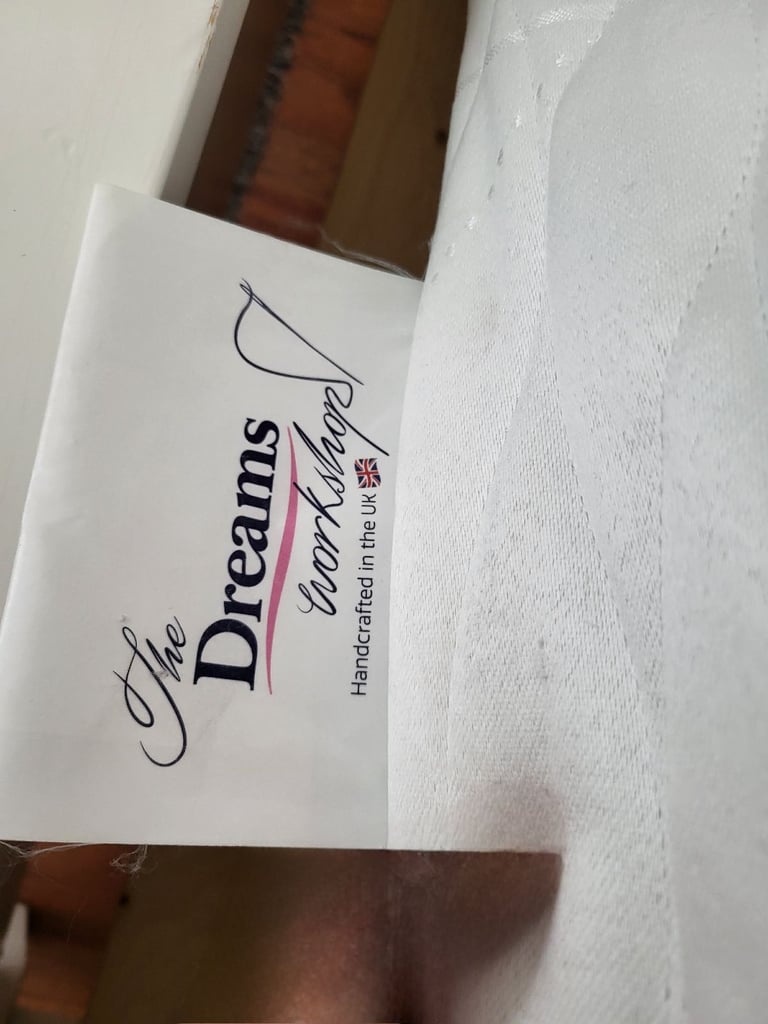 The
Dreams
Workshop
Handcrafted in the UK